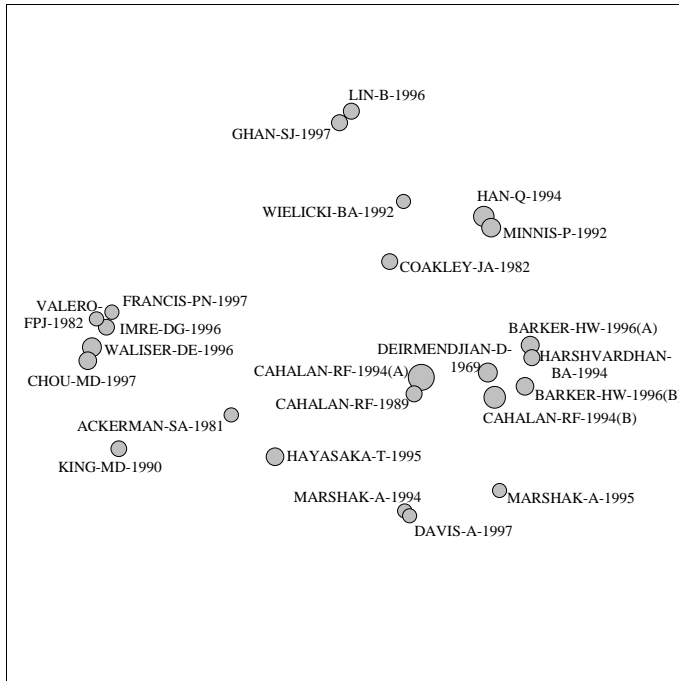 LIN-B-1996
GHAN-SJ-1997
HAN-Q-1994
WIELICKI-BA-1992
MINNIS-P-1992
COAKLEY-JA-1982
VALERO-
FPJ-1982
FRANCIS-PN-1997
IMRE-DG-1996
WALISER-DE-1996
CHOU-MD-1997
BARKER-HW-1996(A)
DEIRMENDJIAN-D-
1969
HARSHVARDHAN-
BA-1994
CAHALAN-RF-1994(A)
BARKER-HW-1996(B)
CAHALAN-RF-1989
CAHALAN-RF-1994(B)
ACKERMAN-SA-1981
KING-MD-1990
HAYASAKA-T-1995
MARSHAK-A-1994
MARSHAK-A-1995
DAVIS-A-1997